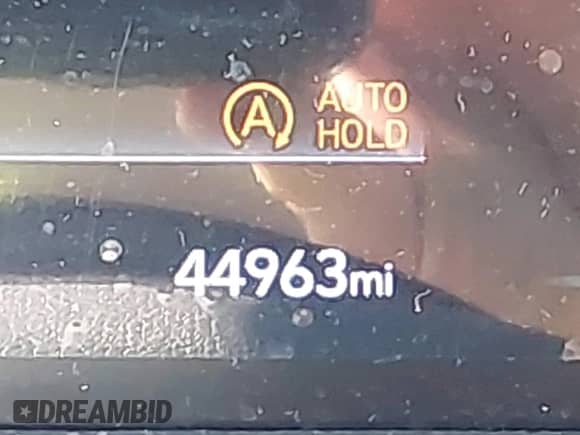 A AUTO
HOLD
44963mi
DREAMBID